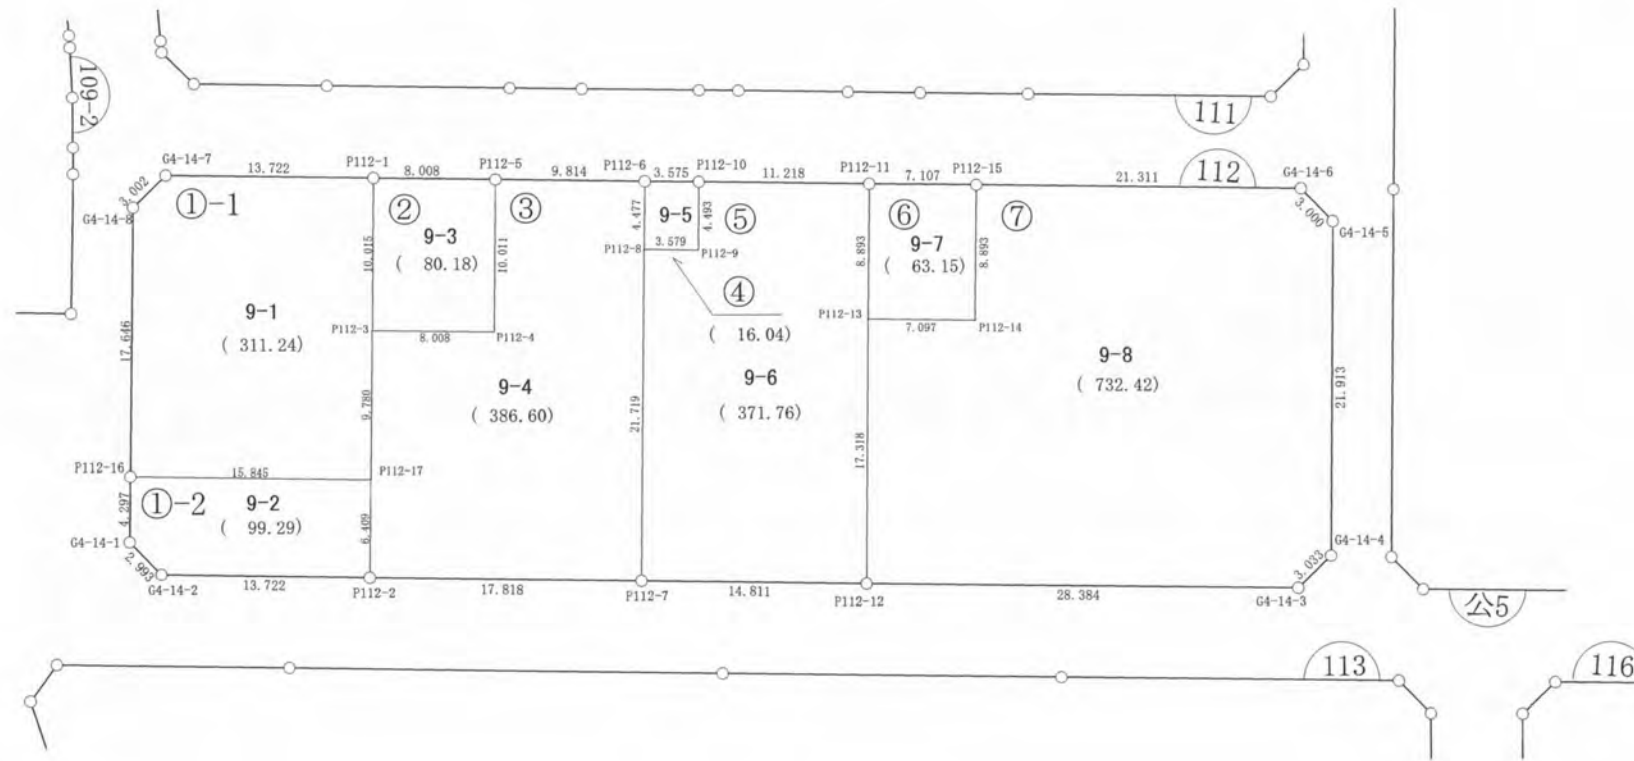 109-2
111
112
G4-14-7
13.722
P112-1
8.008
P112-5
9.814
P112-6
3.575
P112-10
11.218
P112-11
7.107
P112-15
21.311
G4-14-6
3.002
G4-14-8
①-1
②
③
4.477
9-5
4.493
⑤
⑥
⑦
3.000
G4-14-5
10.015
9-3
( 80.18)
10.011
P112-8
3.579
P112-9
8.893
9-7
( 63.15)
8.893
④
( 16.04)
9-1
( 311.24)
17.646
P112-3
8.008
P112-4
P112-13
7.097
P112-14
9-4
( 386.60)
9.780
21.719
9-6
( 371.76)
9-8
( 732.42)
21.913
17.318
P112-16
15.845
P112-17
4.297
①-2
9-2
( 99.29)
6.409
G4-14-1
2.993
G4-14-2
13.722
P112-2
17.818
P112-7
14.811
P112-12
28.384
G4-14-3
3.033
G4-14-4
公5
113
116